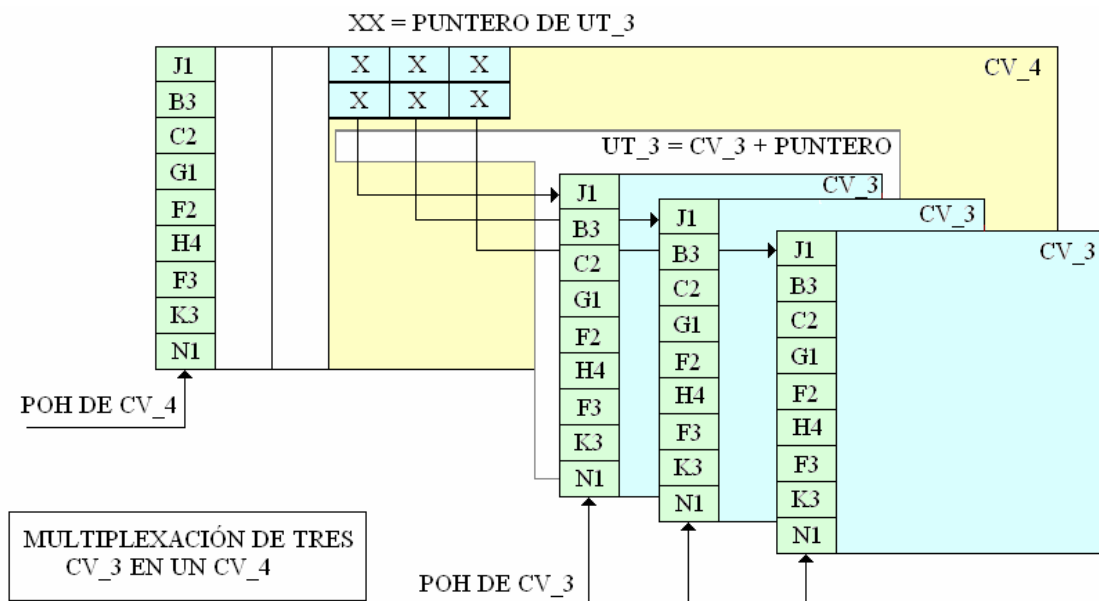 XX = PUNTERO DE UT_3
J1
B3
C2
G1
F2
H4
F3
K3
N1
X X X
X X X
CV_4
UT_3 = CV_3 + PUNTERO
CV_3
J1
B3
C2
G1
F2
H4
F3
K3
N1
CV_3
J1
B3
C2
G1
F2
H4
F3
K3
N1
CV_3
J1
B3
C2
G1
F2
H4
F3
K3
N1
POH DE CV_4
MULTIPLEXACIÓN DE TRES
CV_3 EN UN CV_4
POH DE CV_3